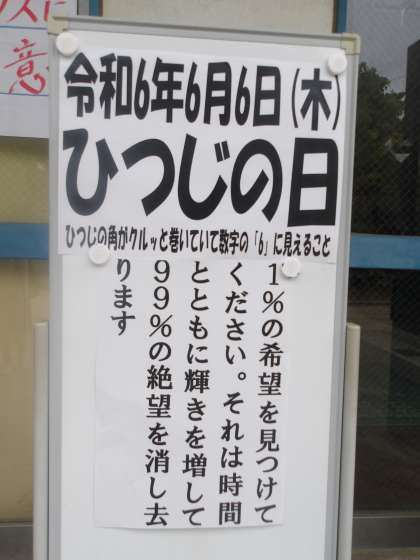 令和6年6月6日(木)
ひつじの日
ひつじの角がクルッと巻いていて数字の「6」に見えること
1%の希望を見つけて
ください。それは時間
とともに輝きを増して
99%の絶望を消し去
ります
意